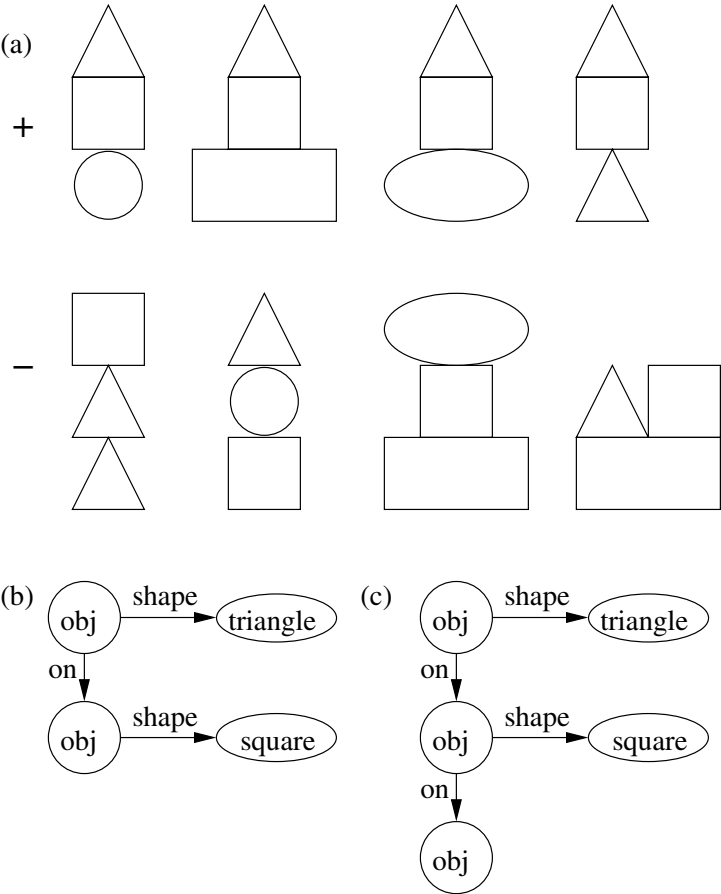 (a)
+
−
(b) obj shape triangle
on
obj shape square
(c) obj shape triangle
on
obj shape square
on
obj